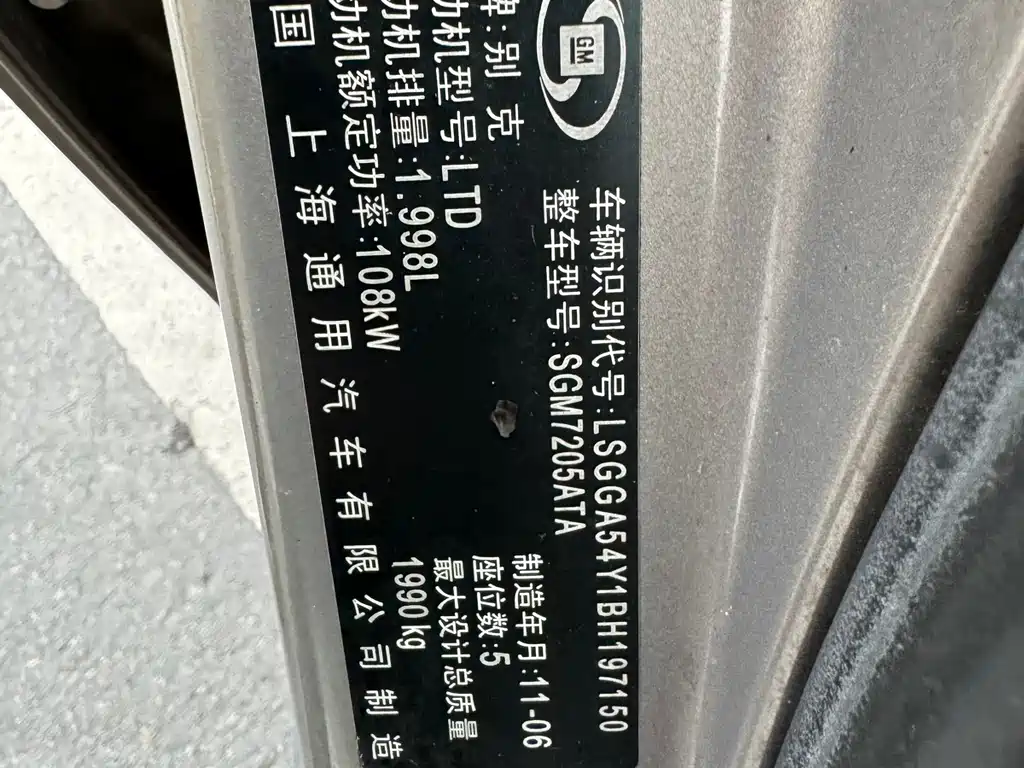 GM
车辆识别代号:LSGGA54Y1BH197150
整车型号:SGM7205ATA
牌:别克
制造年月:11-06
动机型号:LTD
座位数:5
动机排量:1.998L
最大设计总质量
动机额定功率:108kW
1990kg
国 上海通用汽车有限公司制造